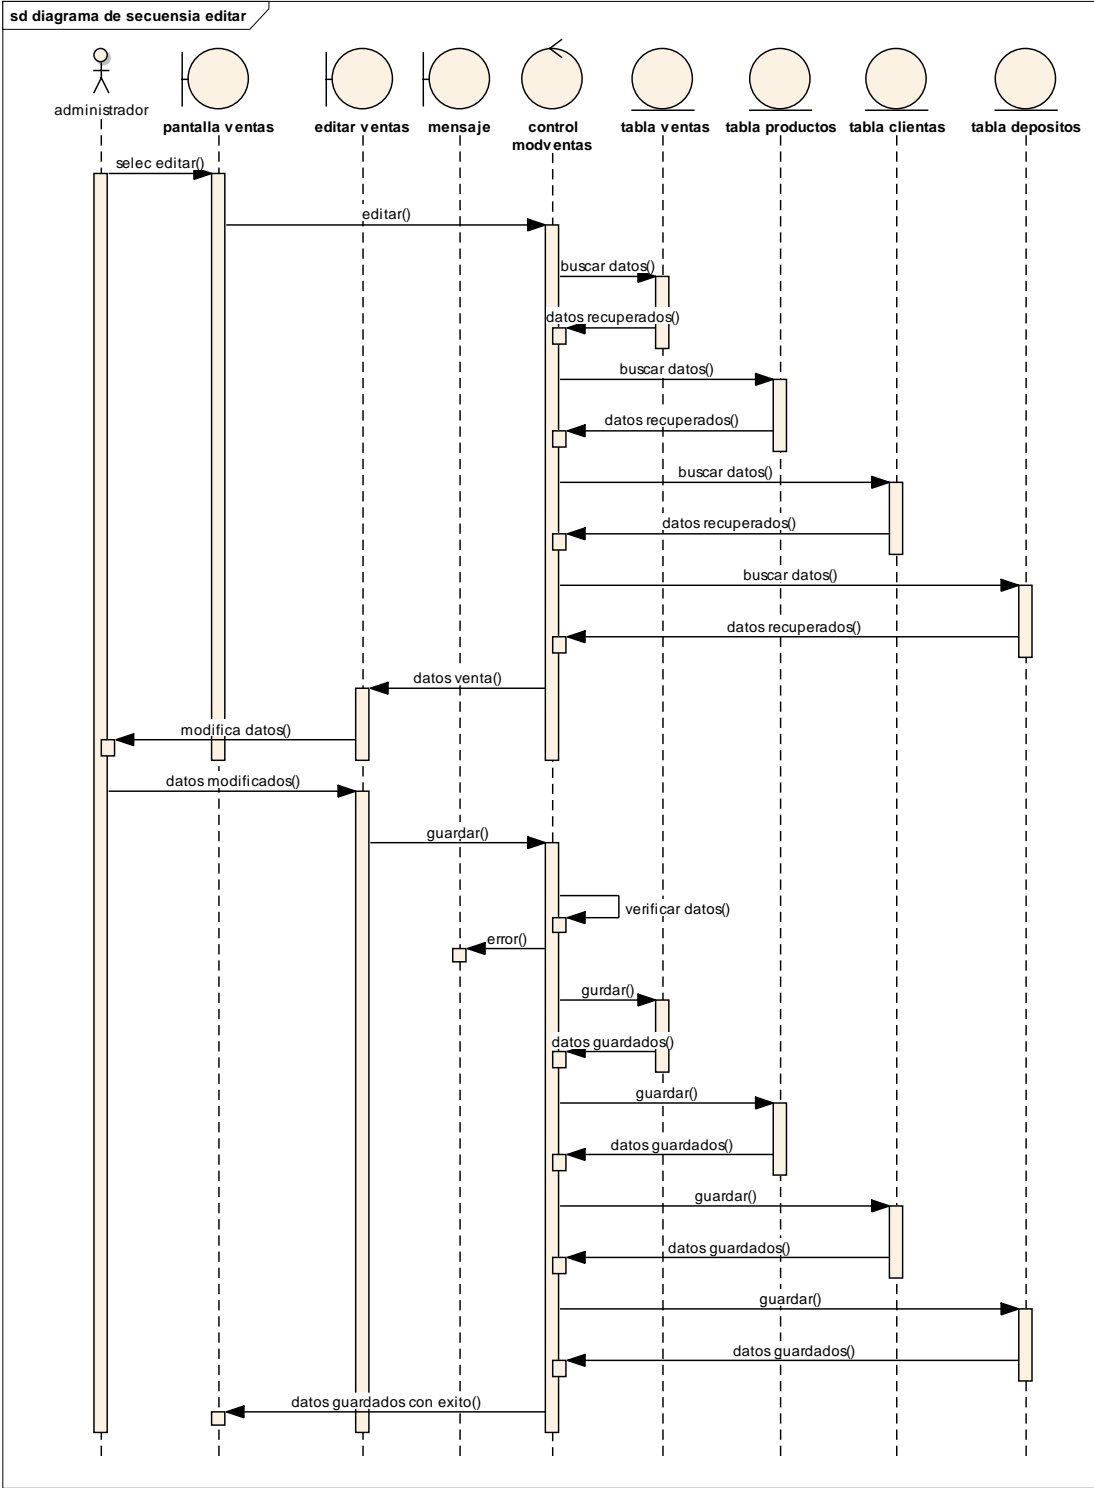 sd diagrama de secuensia editar
administrador
pantalla ventas
editar ventas
mensaje
control
modventas
tabla ventas
tabla productos
tabla clientas
tabla depositos
selec editar()
editar()
buscar datos()
datos recuperados()
buscar datos()
datos recuperados()
buscar datos()
datos recuperados()
buscar datos()
datos recuperados()
datos venta()
modifica datos()
datos modificados()
guardar()
verificar datos()
error()
gurdar()
datos guardados()
guardar()
datos guardados()
guardar()
datos guardados()
guardar()
datos guardados()
datos guardados con exito()